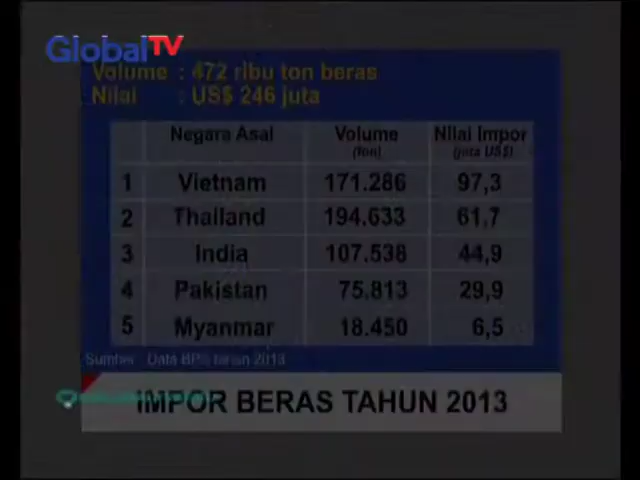 GlobalTV
Volume : 472 ribu ton beras
Nilai : US$ 246 juta
Negara Asal Volume (ton) Nilai Impor (juta US$)
1 Vietnam 171.286 97,3
2 Thailand 194.633 61,7
3 India 107.538 44,9
4 Pakistan 75.813 29,9
5 Myanmar 18.450 6,5
Sumber : Data BPS tahun 2013
IMPOR BERAS TAHUN 2013